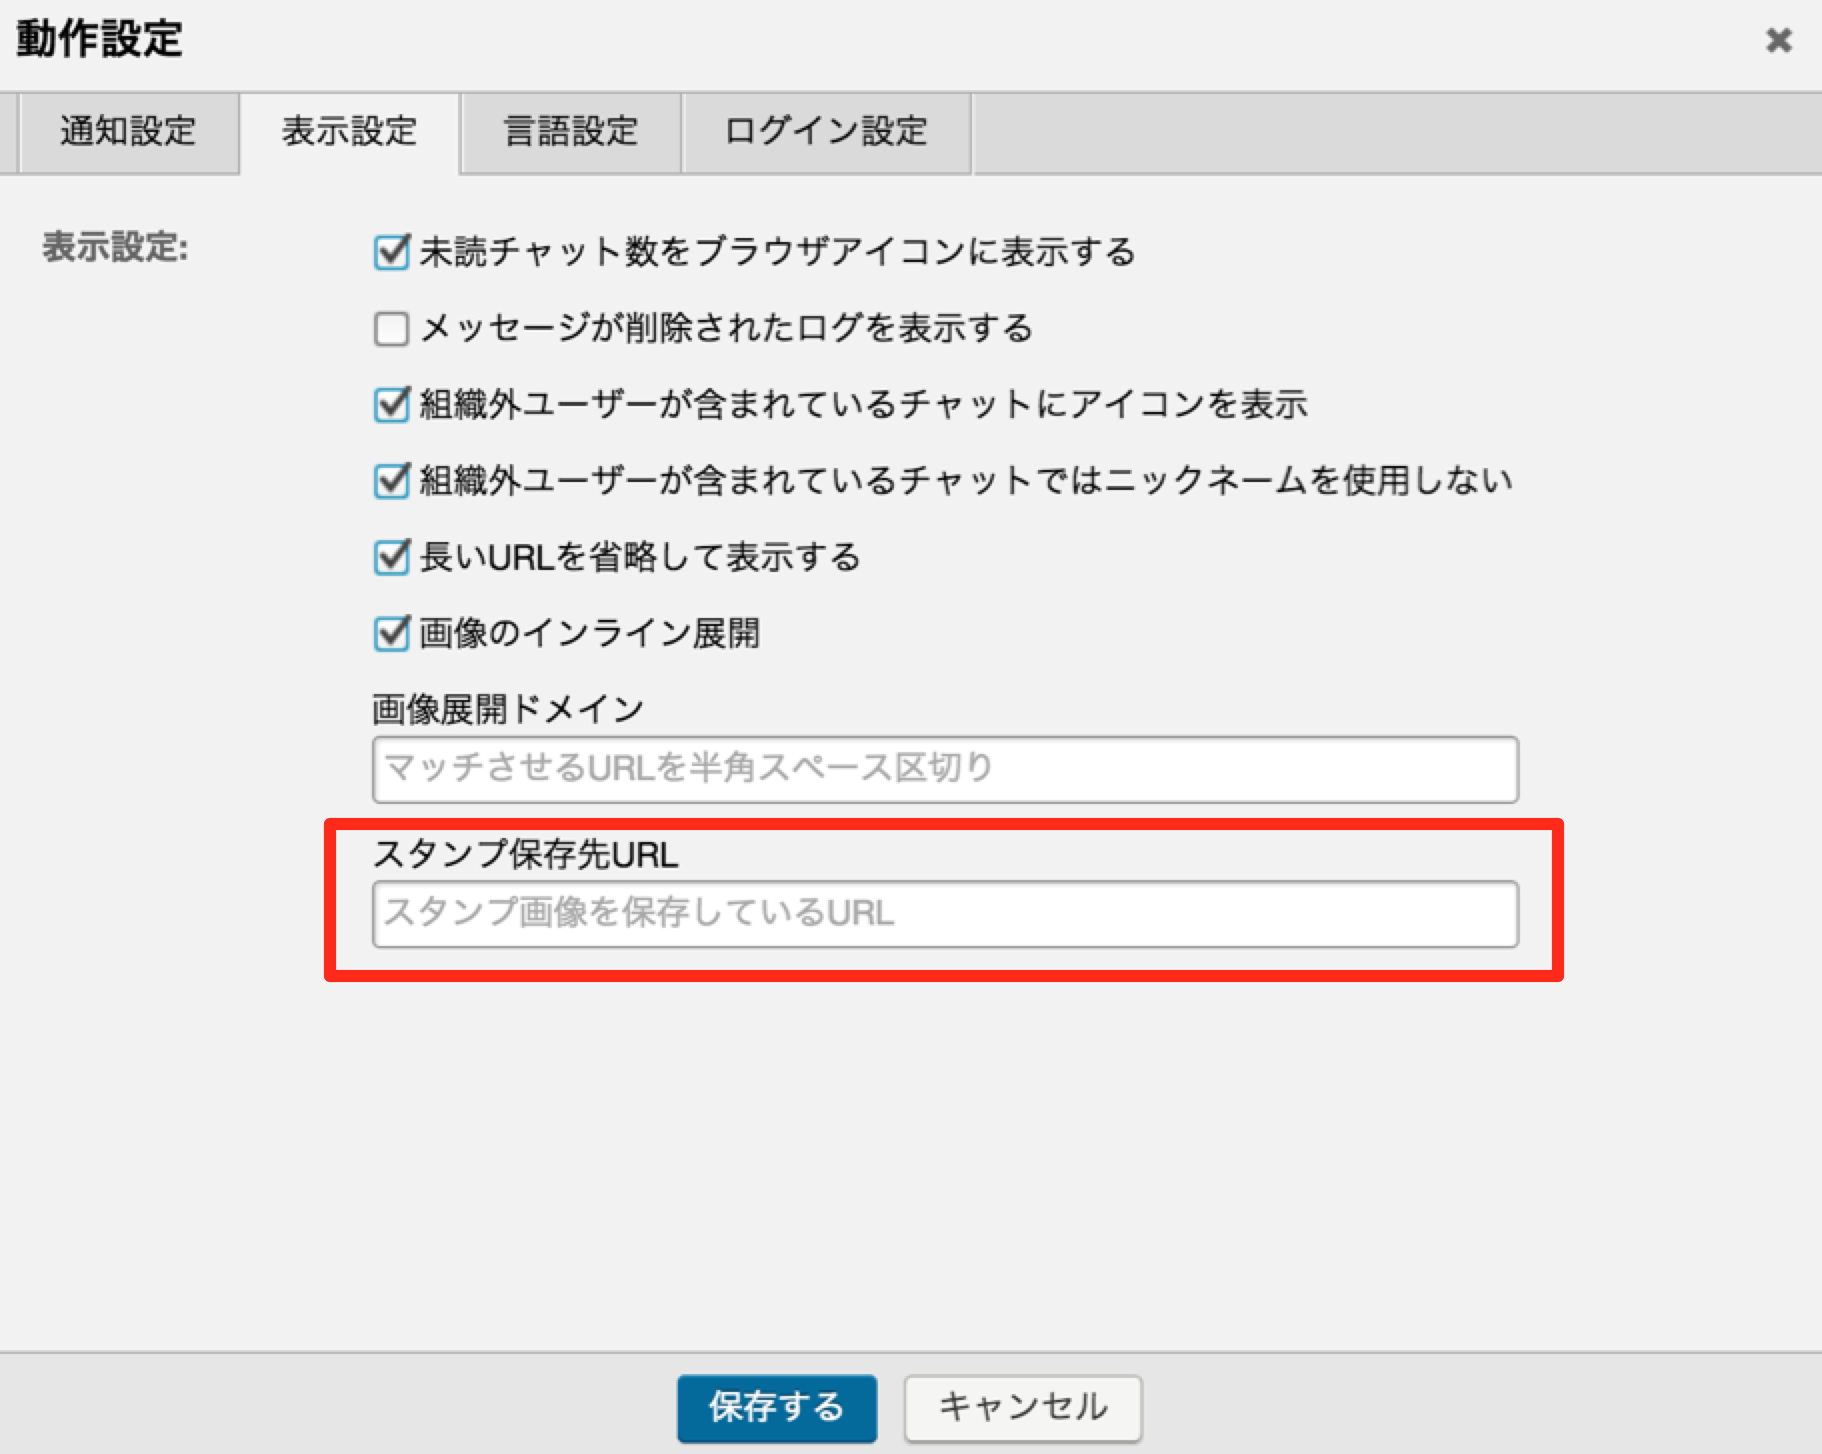 動作設定
通知設定
表示設定
言語設定
ログイン設定
表示設定:
未読チャット数をブラウザアイコンに表示する
メッセージが削除されたログを表示する
組織外ユーザーが含まれているチャットにアイコンを表示
組織外ユーザーが含まれているチャットではニックネームを使用しない
長いURLを省略して表示する
画像のインライン展開
画像展開ドメイン
マッチさせるURLを半角スペース区切り
スタンプ保存先URL
スタンプ画像を保存しているURL
保存する
キャンセル